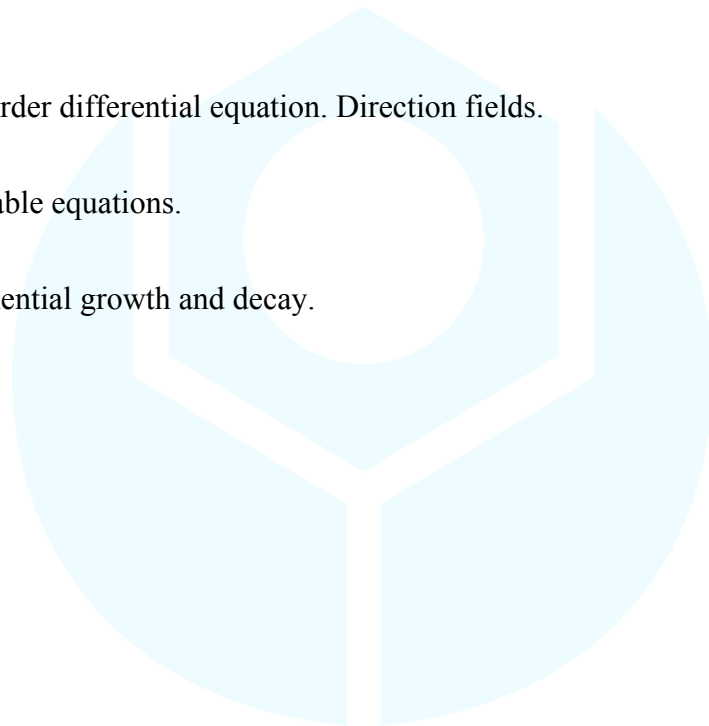 rder differential equation. Direction fields.
able equations.
ential growth and decay.